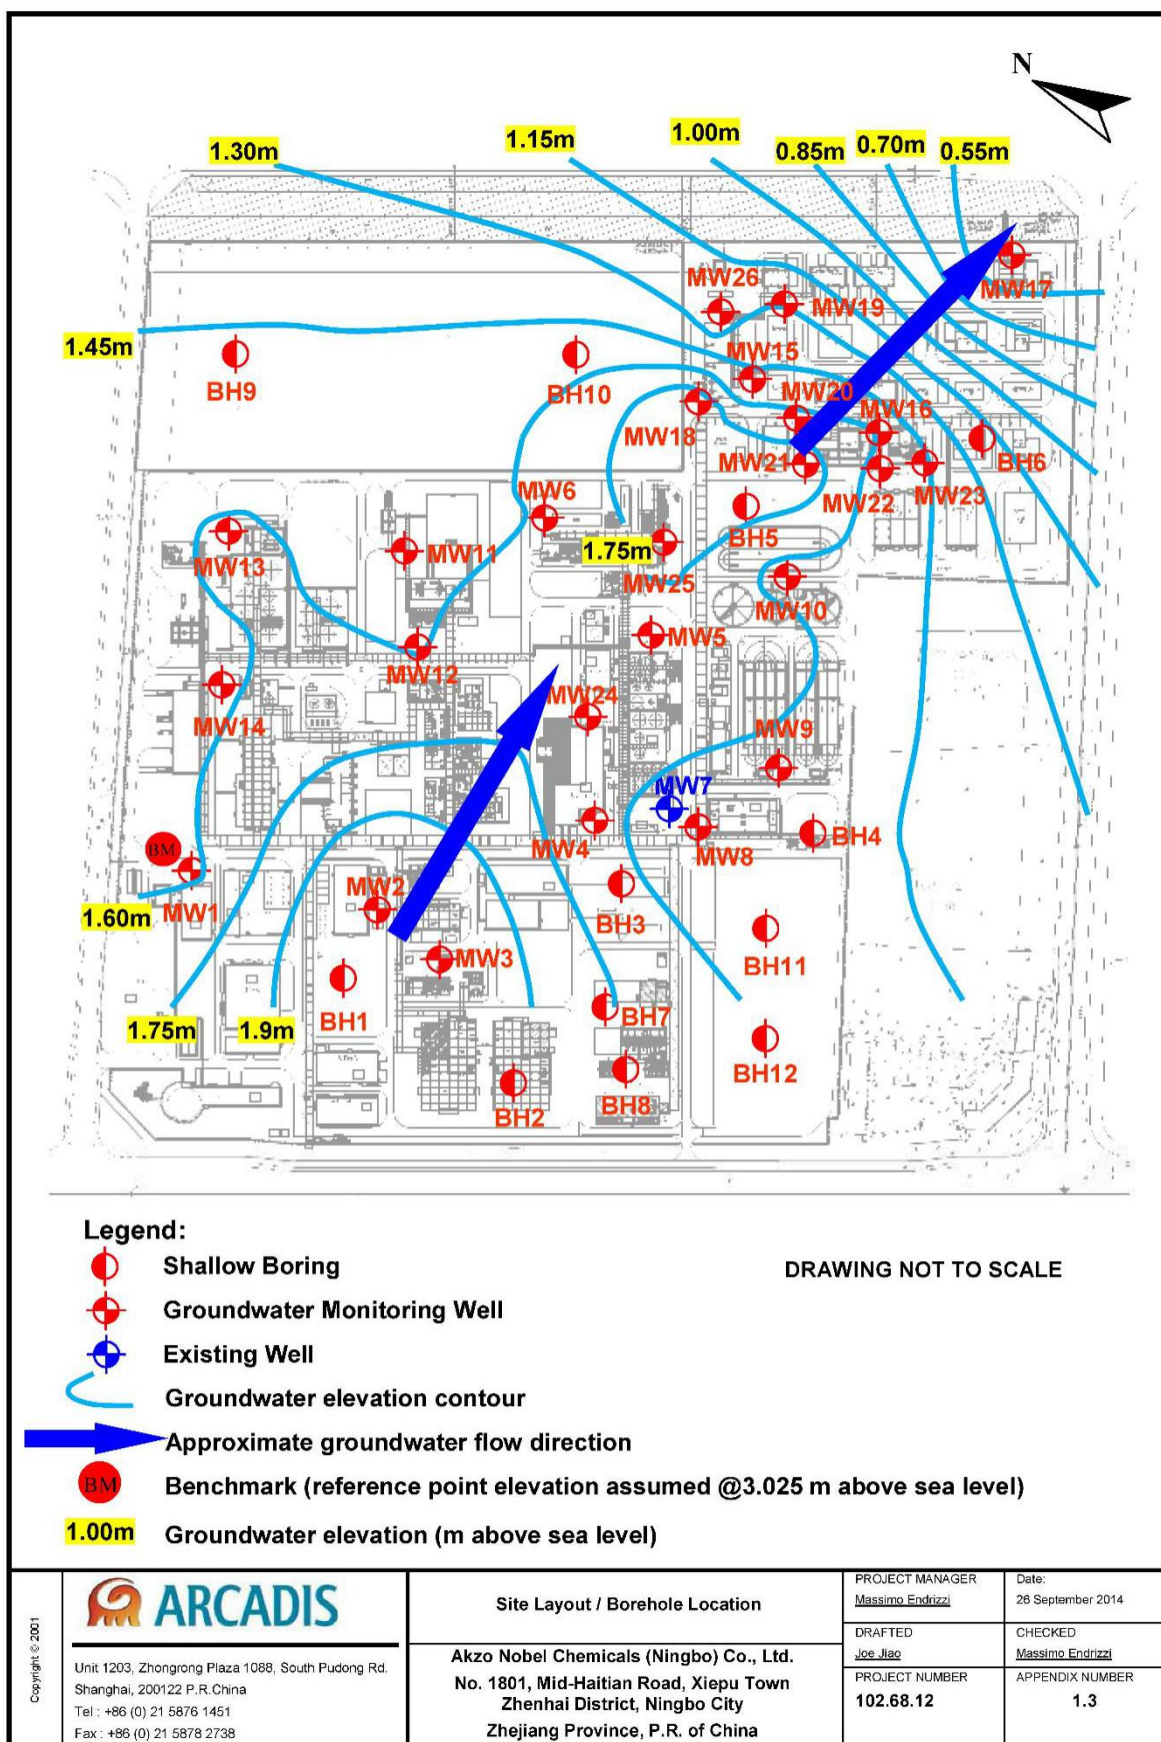 N
1.30m
1.15m
1.00m
0.85m
0.70m
0.55m
MW26
MW19
MW17
1.45m
MW15
BH9
BH10
MW20
MW16
MW18
MW21
BH6
MW22
MW23
MW6
BH5
MW13
MW11
1.75m
MW25
MW10
MW5
MW12
MW24
MW14
MW9
MW7
BM
MW4
MW8
BH4
MW2
1.60m
MW1
BH3
BH11
MW3
BH1
BH7
1.75m
1.9m
BH12
BH8
BH2
Legend:
Shallow Boring
DRAWING NOT TO SCALE
Groundwater Monitoring Well
Existing Well
Groundwater elevation contour
Approximate groundwater flow direction
BM Benchmark (reference point elevation assumed @3.025 m above sea level)
1.00m Groundwater elevation (m above sea level)
Copyright © 2001
ARCADIS
Unit 1203, Zhongrong Plaza 1088, South Pudong Rd.
Shanghai, 200122 P.R.China
Tel : +86 (0) 21 5876 1451
Fax : +86 (0) 21 5878 2738
Site Layout / Borehole Location
Akzo Nobel Chemicals (Ningbo) Co., Ltd.
No. 1801, Mid-Haitian Road, Xiepu Town
Zhenhai District, Ningbo City
Zhejiang Province, P.R. of China
PROJECT MANAGER
Massimo Endrizzi
Date:
26 September 2014
DRAFTED
Joe Jiao
CHECKED
Massimo Endrizzi
PROJECT NUMBER
102.68.12
APPENDIX NUMBER
1.3